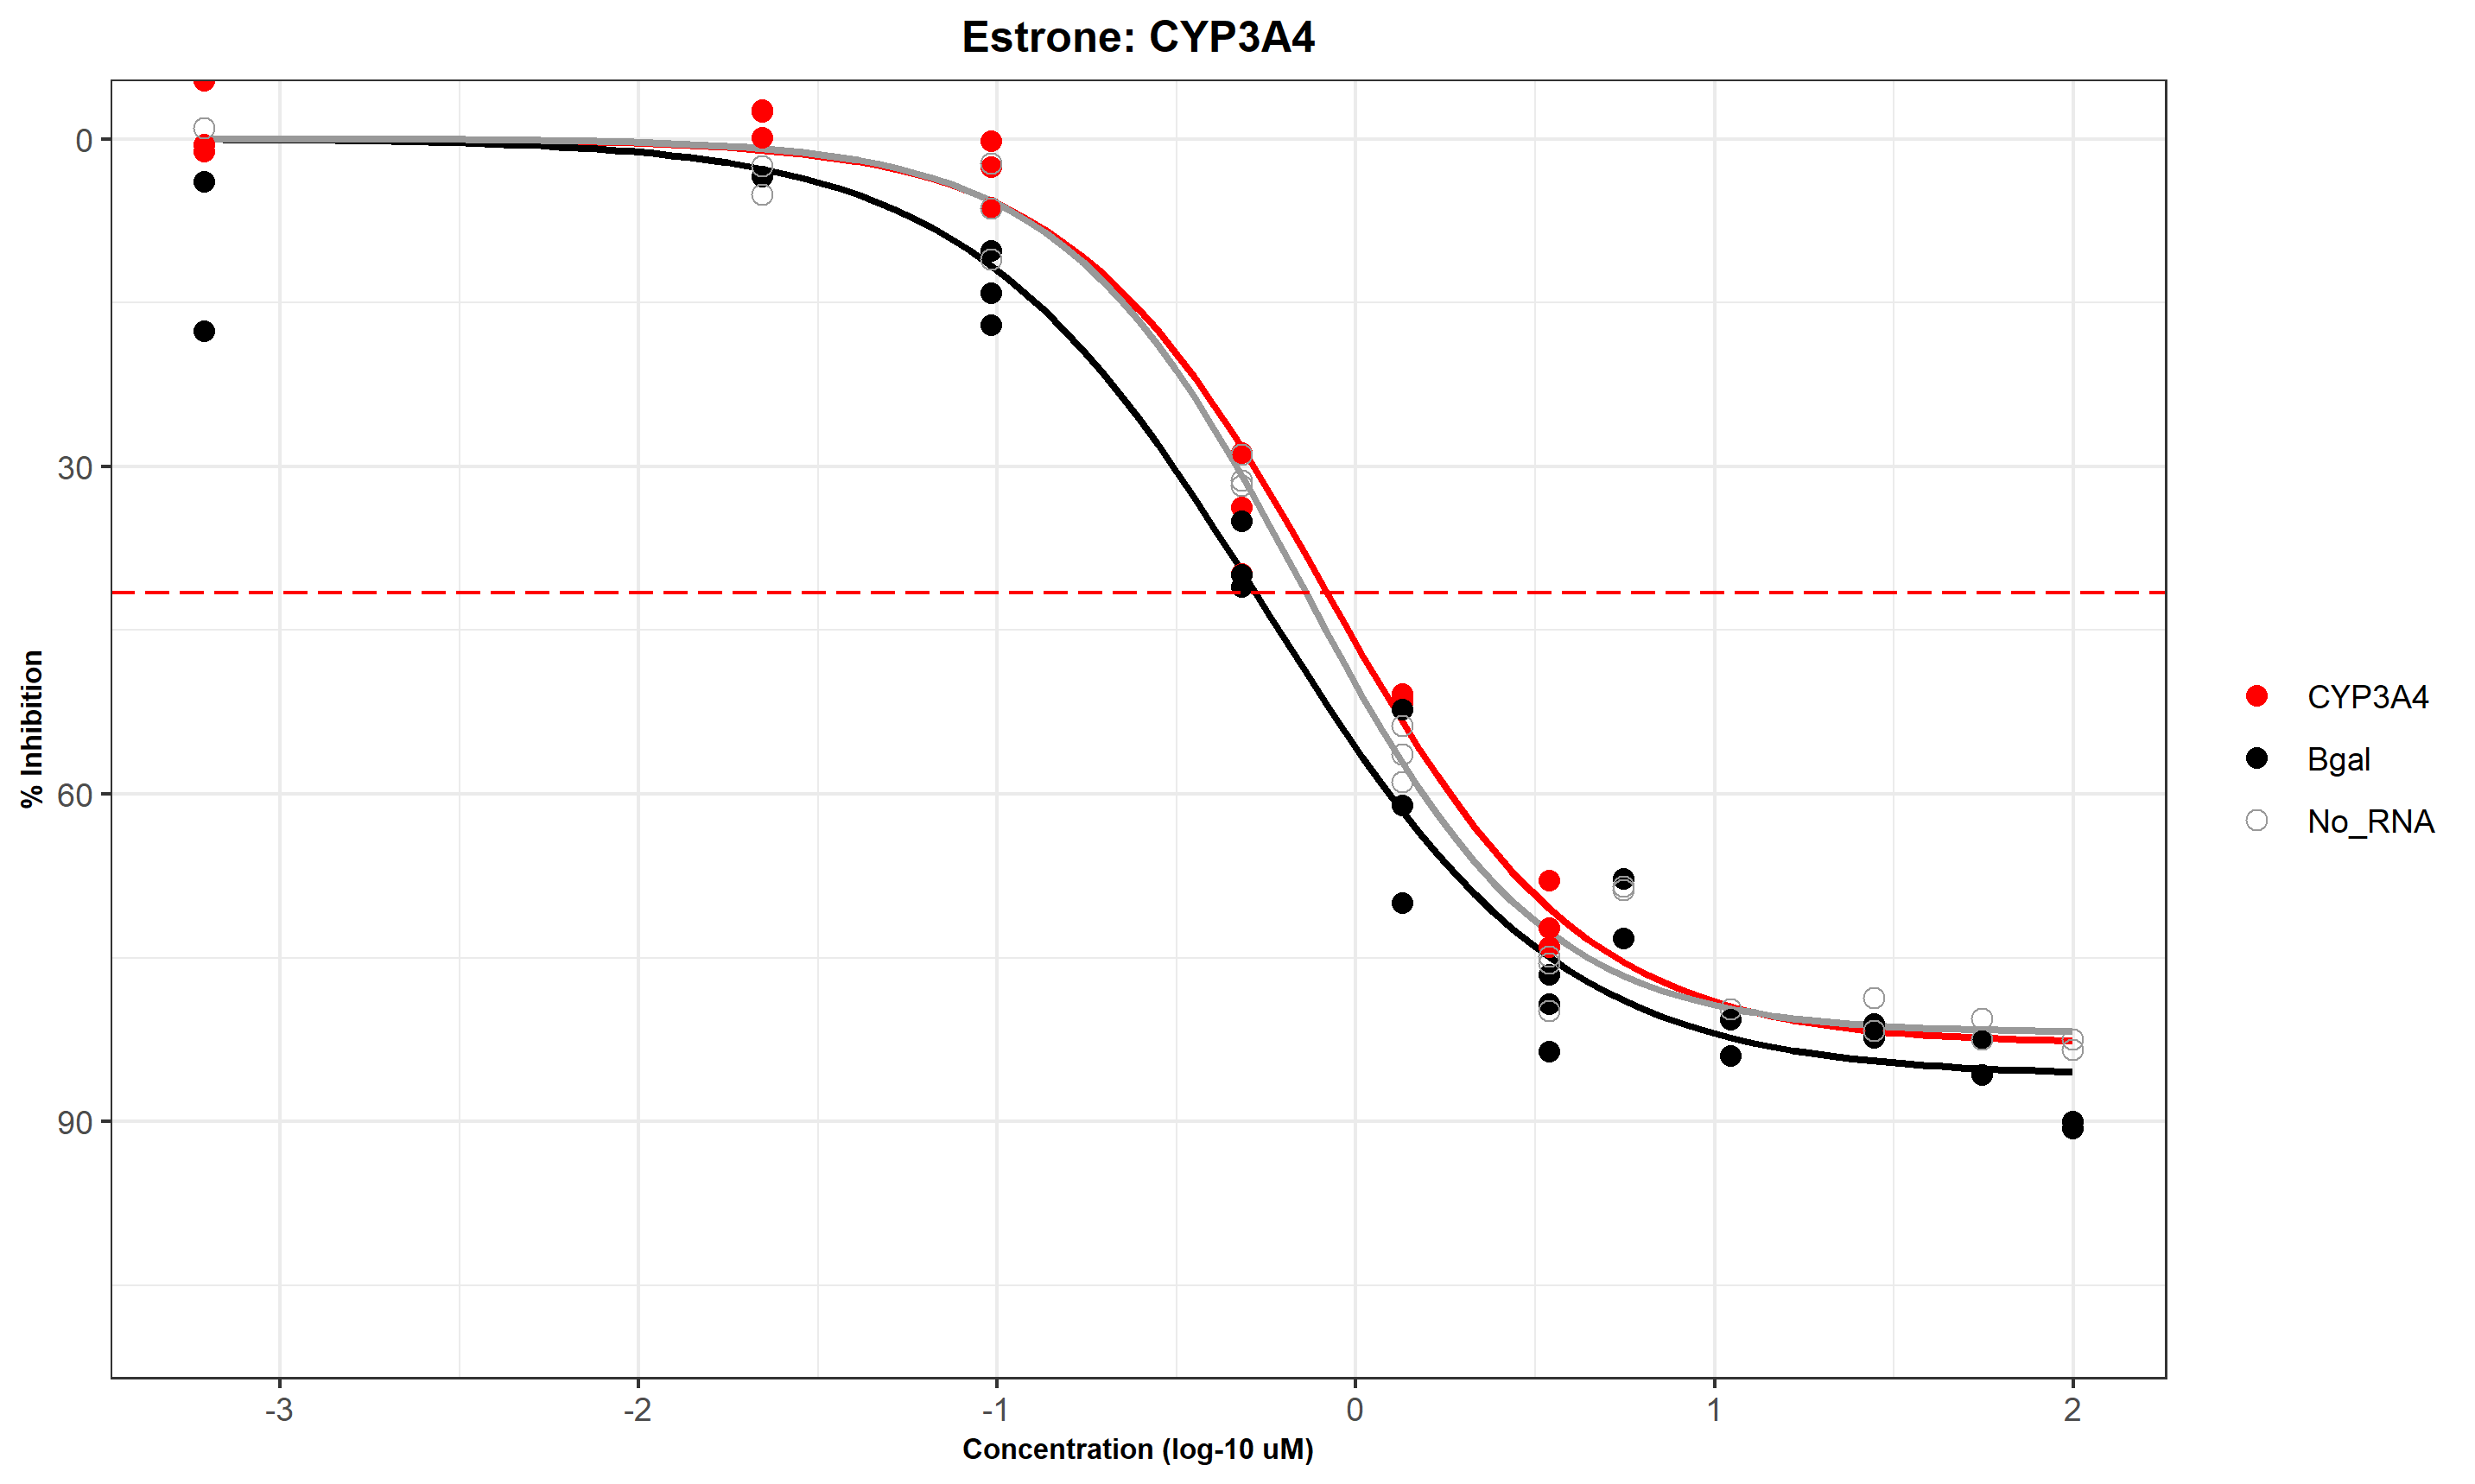 Estrone: CYP3A4
% Inhibition
0
30
60
90
-3
-2
-1
0
1
2
Concentration (log-10 uM)
CYP3A4
Bgal
No_RNA